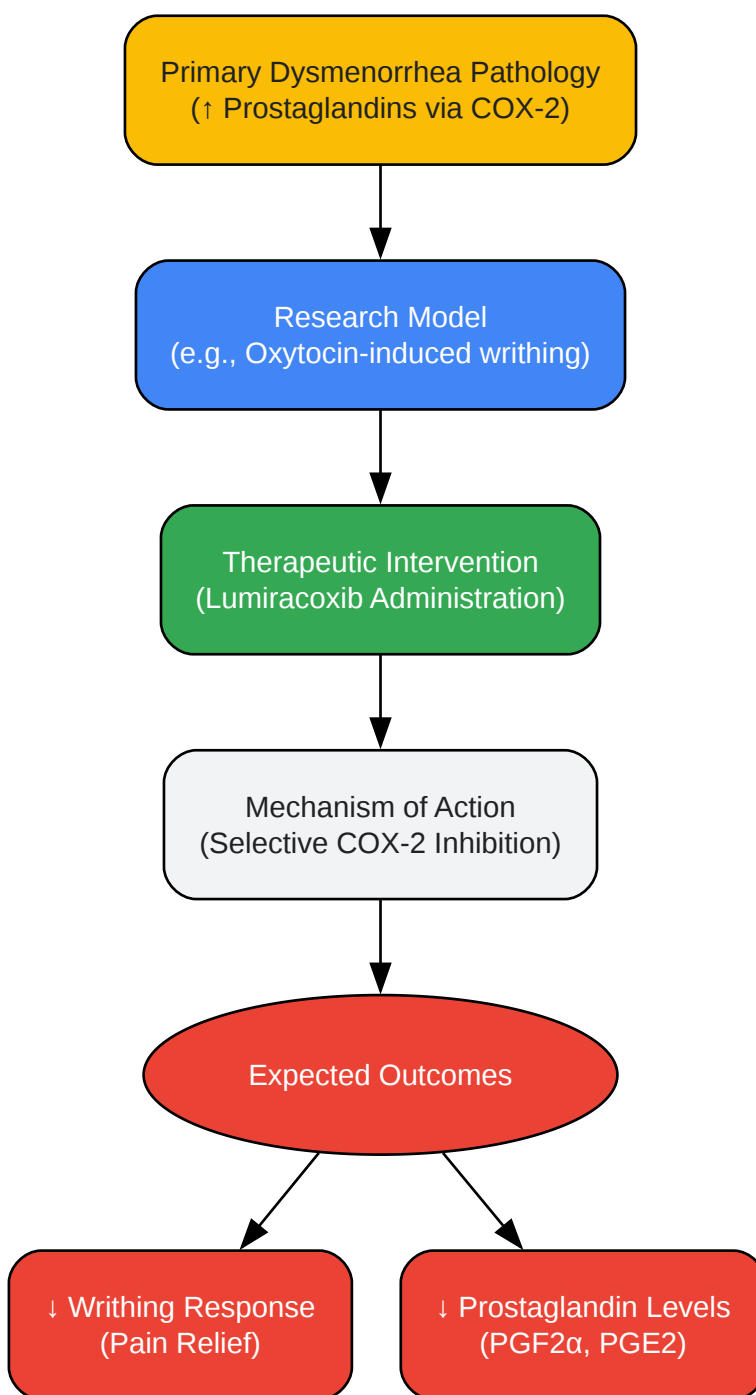 Primary Dysmenorrhea Pathology
(↑ Prostaglandins via COX-2)
Research Model
(e.g., Oxytocin-induced writhing)
Therapeutic Intervention
(Lumiracoxib Administration)
Mechanism of Action
(Selective COX-2 Inhibition)
Expected Outcomes
↓ Writhing Response
(Pain Relief)
↓ Prostaglandin Levels
(PGF2α, PGE2)